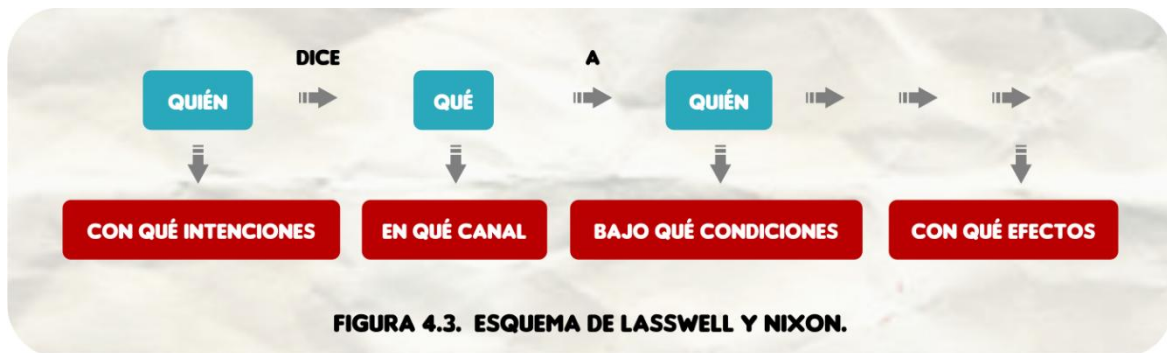 DICE
A
QUIÉN
QUÉ
QUIÉN
CON QUÉ INTENCIONES
EN QUÉ CANAL
BAJO QUÉ CONDICIONES
CON QUÉ EFECTOS
FIGURA 4.3. ESQUEMA DE LASSWELL Y NIXON.